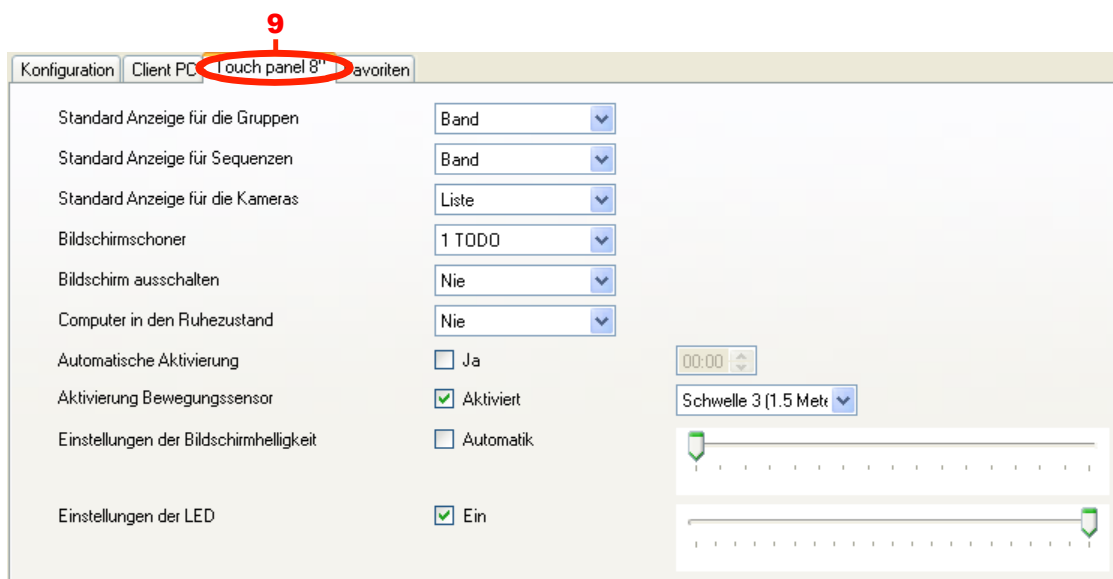 9
Konfiguration Client PC Touch panel 8" Favoriten
Standard Anzeige für die Gruppen Band
Standard Anzeige für Sequenzen Band
Standard Anzeige für die Kameras Liste
Bildschirmschoner 1 TODO
Bildschirm ausschalten Nie
Computer in den Ruhezustand Nie
Automatische Aktivierung Ja 00:00
Aktivierung Bewegungssensor Aktiviert Schwelle 3 (1.5 Mete
Einstellungen der Bildschirmhelligkeit Automatik
Einstellungen der LED Ein